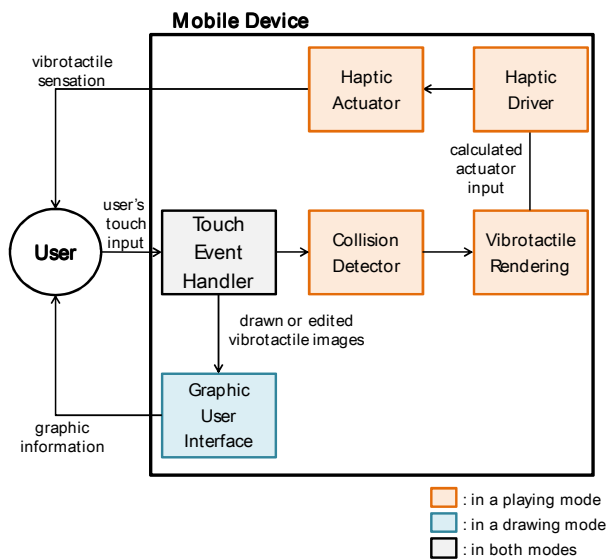 Mobile Device
vibrotactile
sensation
Haptic
Actuator
Haptic
Driver
calculated
actuator
input
user's
touch
input
User
Touch
Event
Handler
Collision
Detector
Vibrotactile
Rendering
drawn or edited
vibrotactile images
Graphic
User
Interface
graphic
information
: in a playing mode
: in a drawing mode
: in both modes